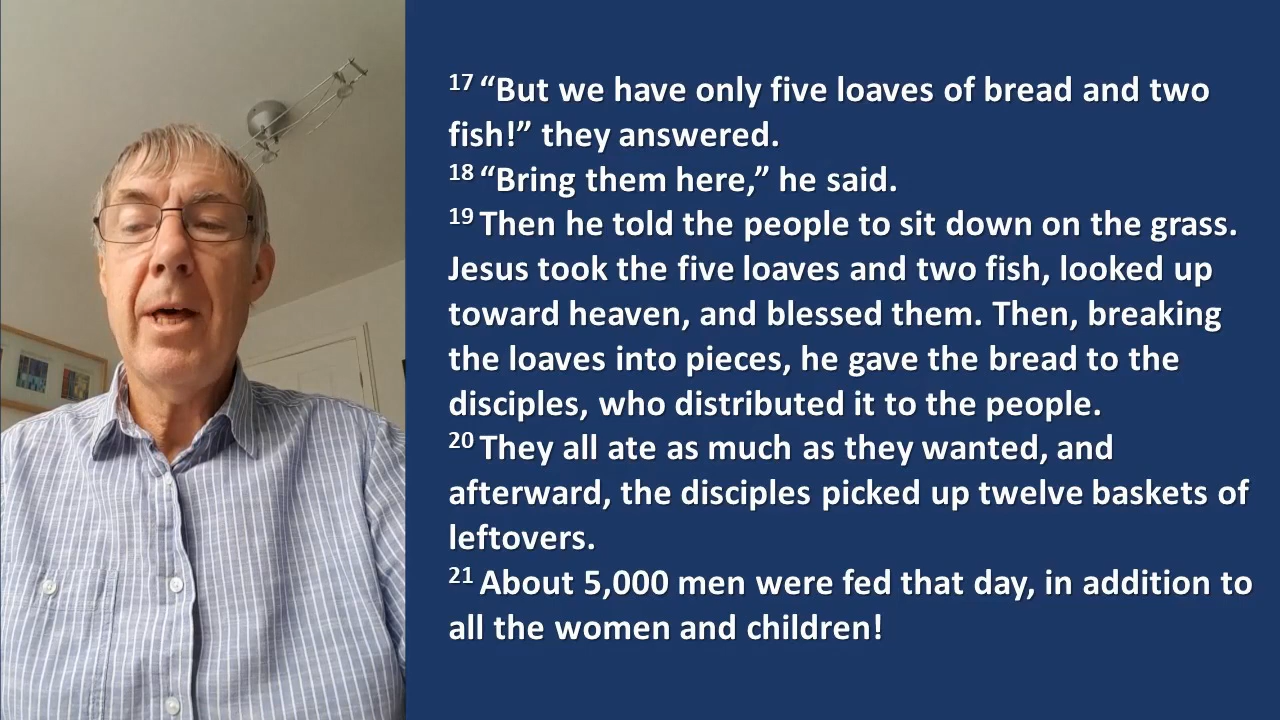 17 “But we have only five loaves of bread and two
fish!” they answered.
18 “Bring them here,” he said.
19 Then he told the people to sit down on the grass.
Jesus took the five loaves and two fish, looked up
toward heaven, and blessed them. Then, breaking
the loaves into pieces, he gave the bread to the
disciples, who distributed it to the people.
20 They all ate as much as they wanted, and
afterward, the disciples picked up twelve baskets of
leftovers.
21 About 5,000 men were fed that day, in addition to
all the women and children!